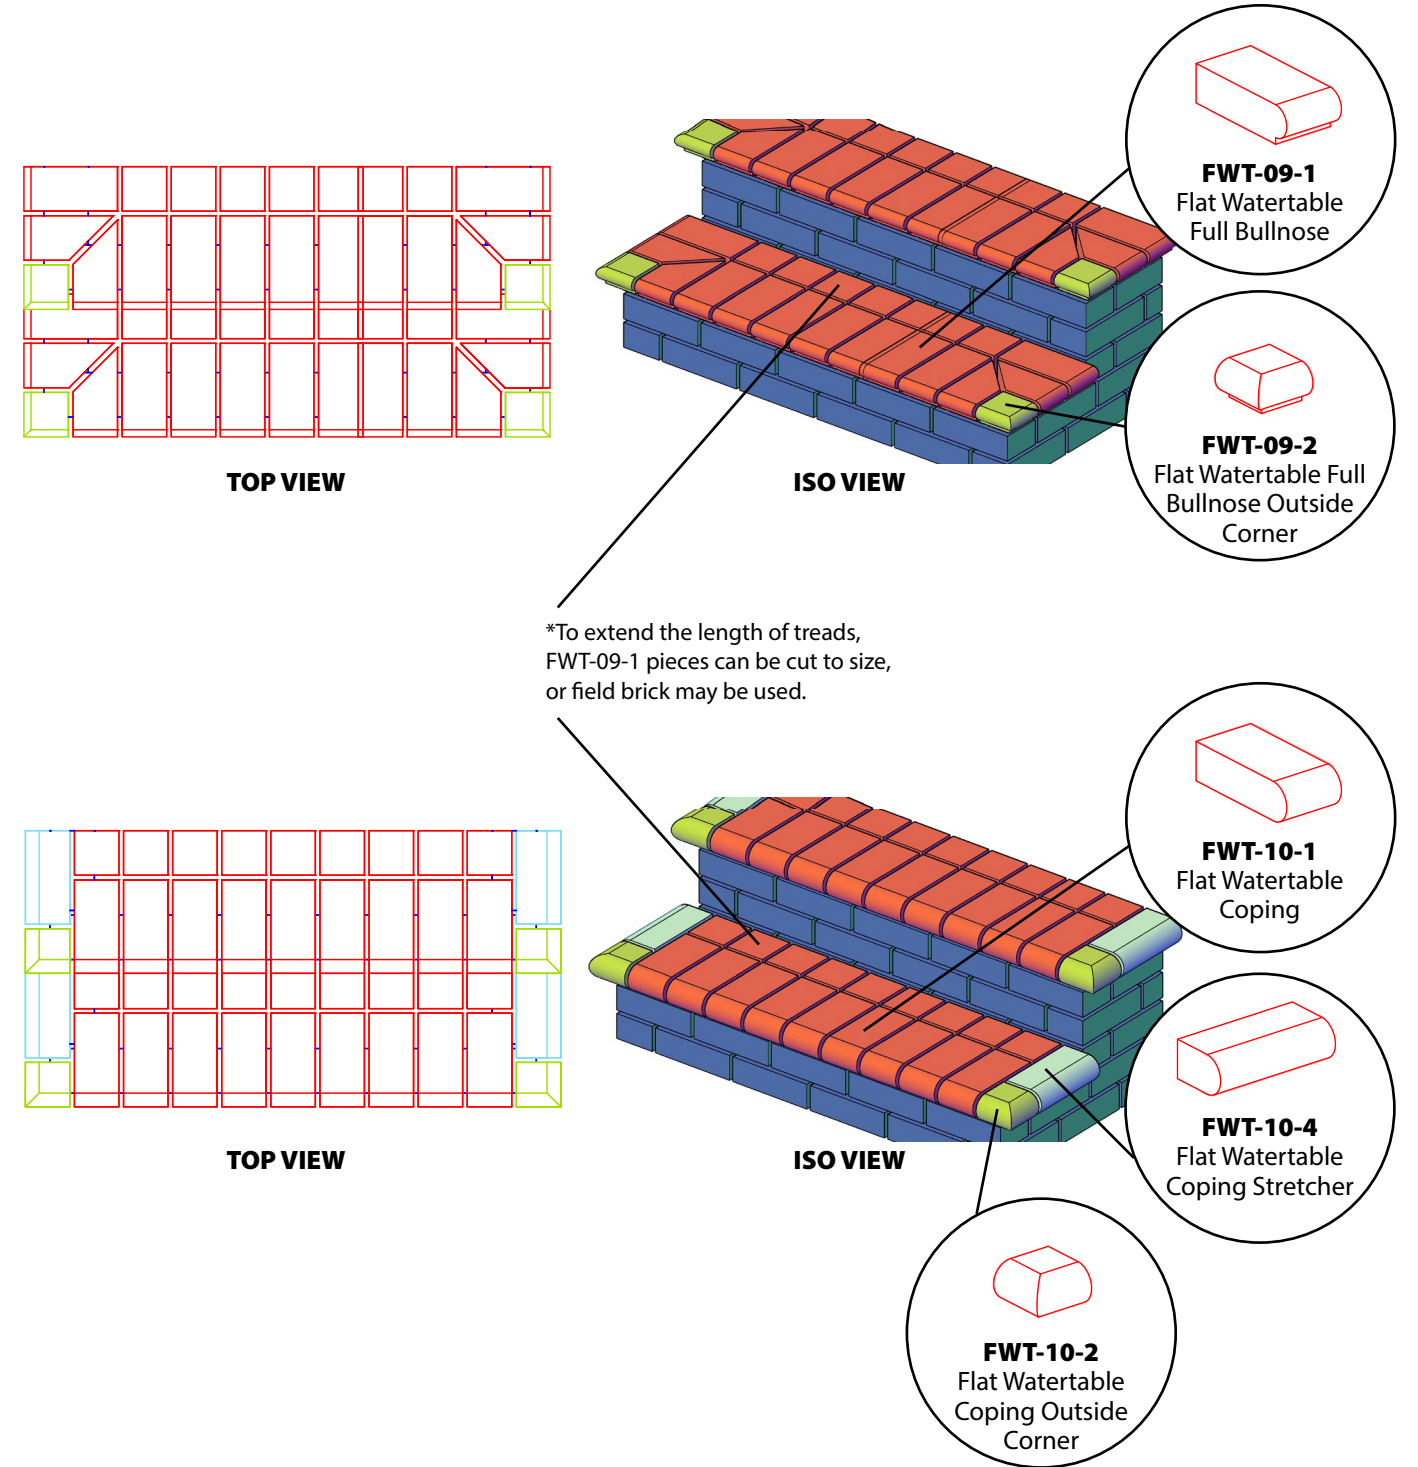 FWT-09-1
Flat Watertable
Full Bullnose
FWT-09-2
Flat Watertable Full
Bullnose Outside
Corner
TOP VIEW
ISO VIEW
*To extend the length of treads,
FWT-09-1 pieces can be cut to size,
or field brick may be used.
FWT-10-1
Flat Watertable
Coping
FWT-10-4
Flat Watertable
Coping Stretcher
TOP VIEW
ISO VIEW
FWT-10-2
Flat Watertable
Coping Outside
Corner